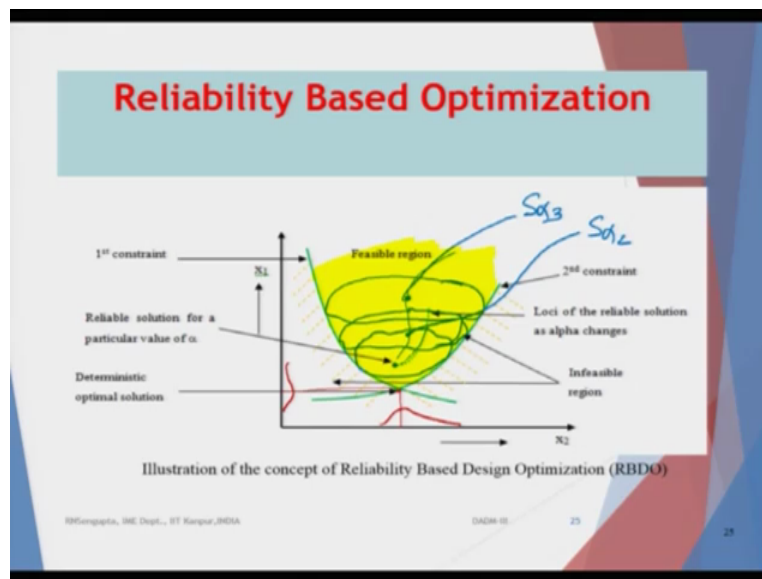 Reliability Based Optimization
Sα3
Sα2
1st constraint
Feasible region
x1
2nd constraint
Reliable solution for a
particular value of α
Loci of the reliable solution
as alpha changes
Deterministic
optimal solution
Infeasible
region
x2
Illustration of the concept of Reliability Based Design Optimization (RBDO)
RNSengupta, IME Dept., IIT Kanpur,INDIA
DADM-III
25
25